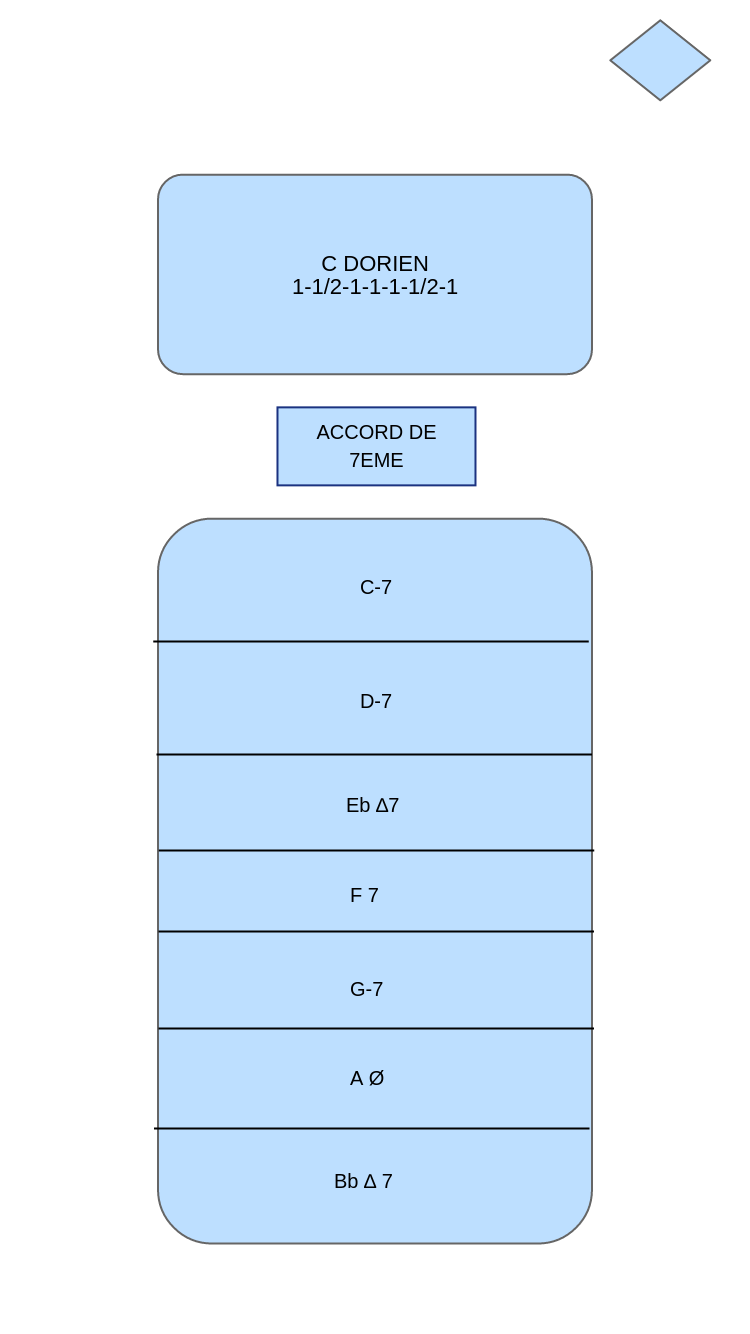 C DORIEN
1-1/2-1-1-1-1/2-1
ACCORD DE
7EME
C-7
D-7
Eb Δ7
F 7
G-7
A Ø
Bb Δ 7